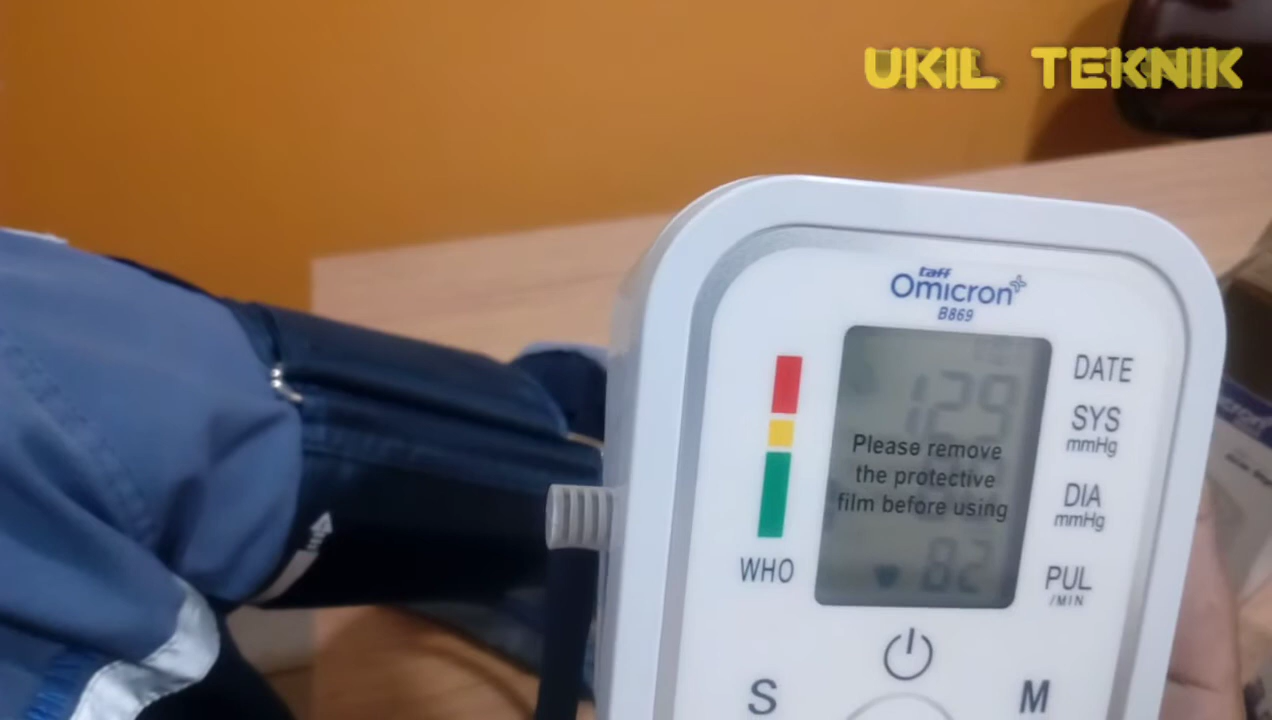 UKIL TEKNIK
taff
Omicron
B869
129
Please remove
the protective
film before using
82
DATE
SYS
mmHg
DIA
mmHg
PUL
/MIN
WHO
S
M